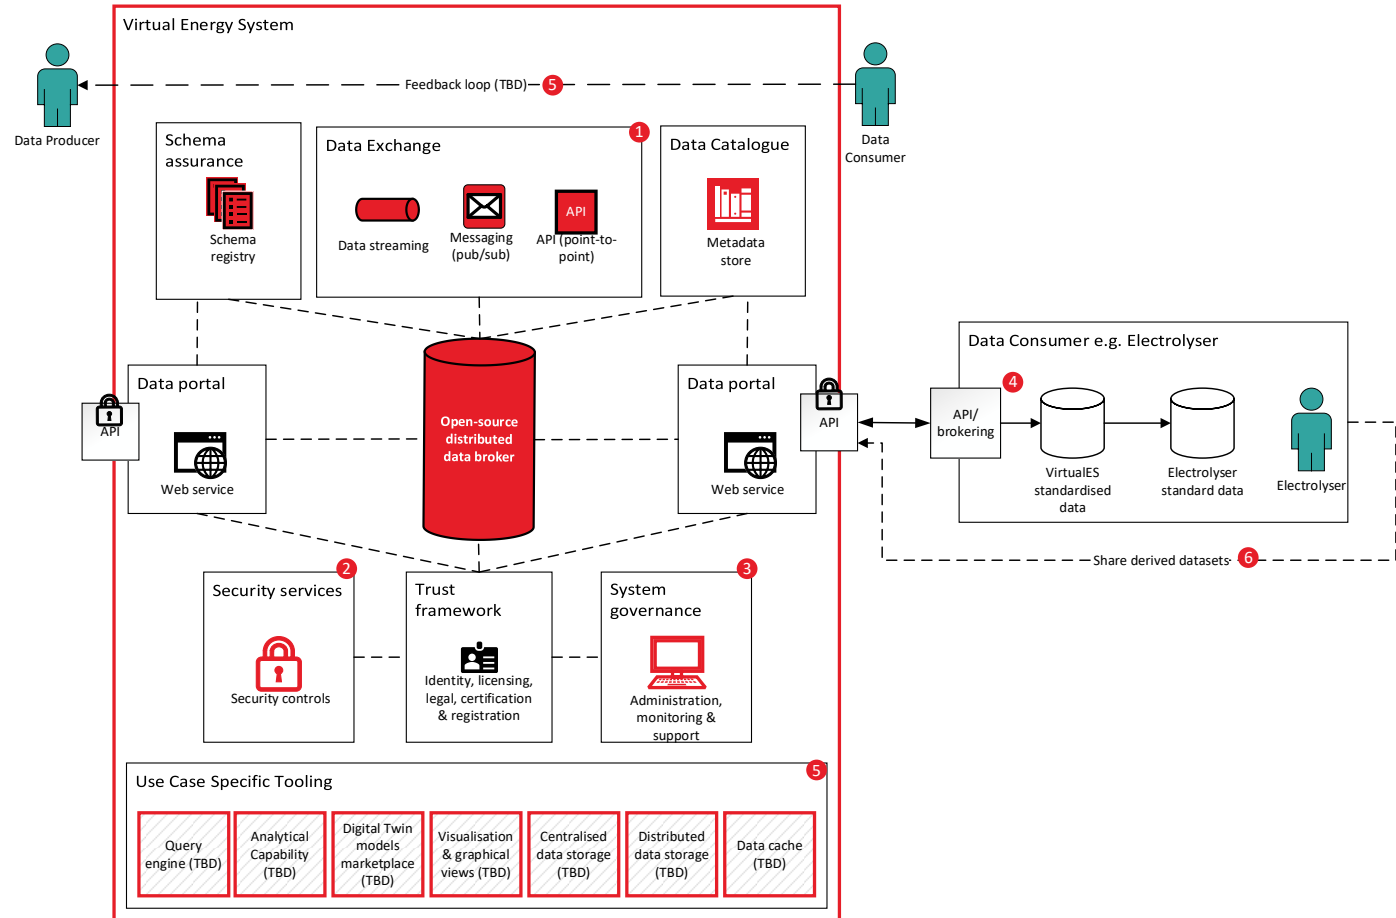 Virtual Energy System
Feedback loop (TBD)
5
Data Producer
Data
Consumer
Schema
assurance
Schema
registry
1
Data Exchange
Data streaming
Messaging
(pub/sub)
API
API (point-to-
point)
Data Catalogue
Metadata
store
Data portal
API
Web service
Open-source
distributed
data broker
Data portal
Web service
API
Data Consumer e.g. Electrolyser
4
API/
brokering
VirtualES
standardised
data
Electrolyser
standard data
Electrolyser
Share derived datasets
6
2
Security services
Security controls
Trust
framework
Identity, licensing,
legal, certification
& registration
3
System
governance
Administration,
monitoring &
support
5
Use Case Specific Tooling
Query
engine (TBD)
Analytical
Capability
(TBD)
Digital Twin
models
marketplace
(TBD)
Visualisation
& graphical
views (TBD)
Centralised
data storage
(TBD)
Distributed
data storage
(TBD)
Data cache
(TBD)